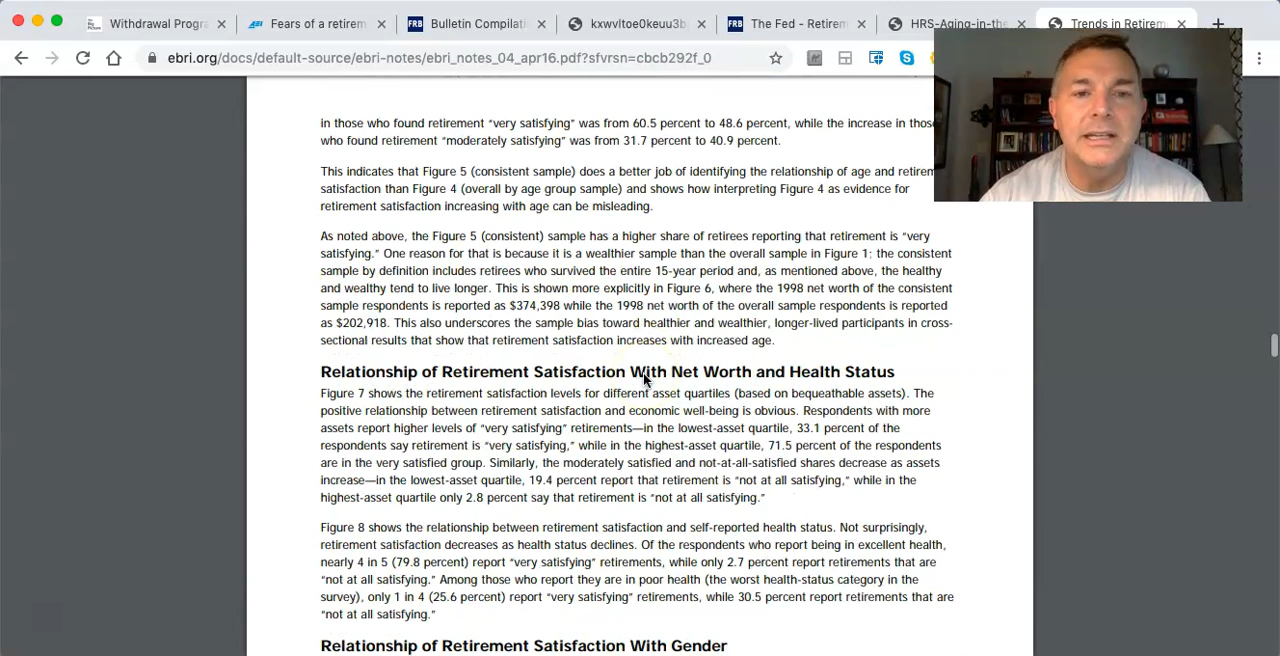 Withdrawal Progra
Fears of a retirem
FRB
Bulletin Compilati
kxwvltoe0keuu3b
FRB
The Fed - Retirem
HRS-Aging-in-the
Trends in Retirem
ebri.org/docs/default-source/ebri-notes/ebri_notes_04_apr16.pdf?sfvrsn=cbcb292f_0
in those who found retirement “very satisfying” was from 60.5 percent to 48.6 percent, while the increase in those
who found retirement “moderately satisfying” was from 31.7 percent to 40.9 percent.
This indicates that Figure 5 (consistent sample) does a better job of identifying the relationship of age and retirem
satisfaction than Figure 4 (overall by age group sample) and shows how interpreting Figure 4 as evidence for
retirement satisfaction increasing with age can be misleading.
As noted above, the Figure 5 (consistent) sample has a higher share of retirees reporting that retirement is “very
satisfying.” One reason for that is because it is a wealthier sample than the overall sample in Figure 1; the consistent
sample by definition includes retirees who survived the entire 15-year period and, as mentioned above, the healthy
and wealthy tend to live longer. This is shown more explicitly in Figure 6, where the 1998 net worth of the consistent
sample respondents is reported as $374,398 while the 1998 net worth of the overall sample respondents is reported
as $202,918. This also underscores the sample bias toward healthier and wealthier, longer-lived participants in cross-
sectional results that show that retirement satisfaction increases with increased age.
Relationship of Retirement Satisfaction With Net Worth and Health Status
Figure 7 shows the retirement satisfaction levels for different asset quartiles (based on bequeathable assets). The
positive relationship between retirement satisfaction and economic well-being is obvious. Respondents with more
assets report higher levels of “very satisfying” retirements—in the lowest-asset quartile, 33.1 percent of the
respondents say retirement is “very satisfying,” while in the highest-asset quartile, 71.5 percent of the respondents
are in the very satisfied group. Similarly, the moderately satisfied and not-at-all-satisfied shares decrease as assets
increase—in the lowest-asset quartile, 19.4 percent report that retirement is “not at all satisfying,” while in the
highest-asset quartile only 2.8 percent say that retirement is “not at all satisfying.”
Figure 8 shows the relationship between retirement satisfaction and self-reported health status. Not surprisingly,
retirement satisfaction decreases as health status declines. Of the respondents who report being in excellent health,
nearly 4 in 5 (79.8 percent) report “very satisfying” retirements, while only 2.7 percent report retirements that are
“not at all satisfying.” Among those who report they are in poor health (the worst health-status category in the
survey), only 1 in 4 (25.6 percent) report “very satisfying” retirements, while 30.5 percent report retirements that are
“not at all satisfying.”
Relationship of Retirement Satisfaction With Gender